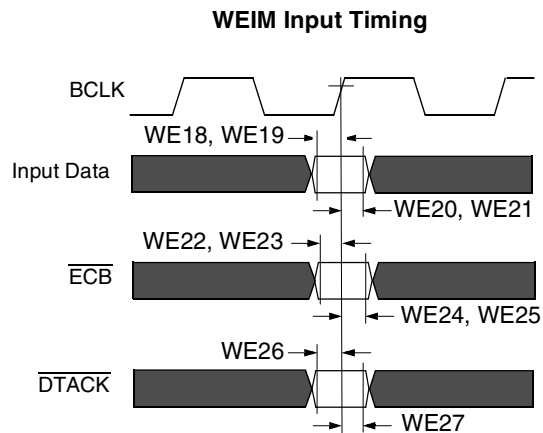 WEIM Input Timing
BCLK
WE18, WE19
Input Data
WE20, WE21
WE22, WE23
ECB
WE24, WE25
WE26
DTACK
WE27